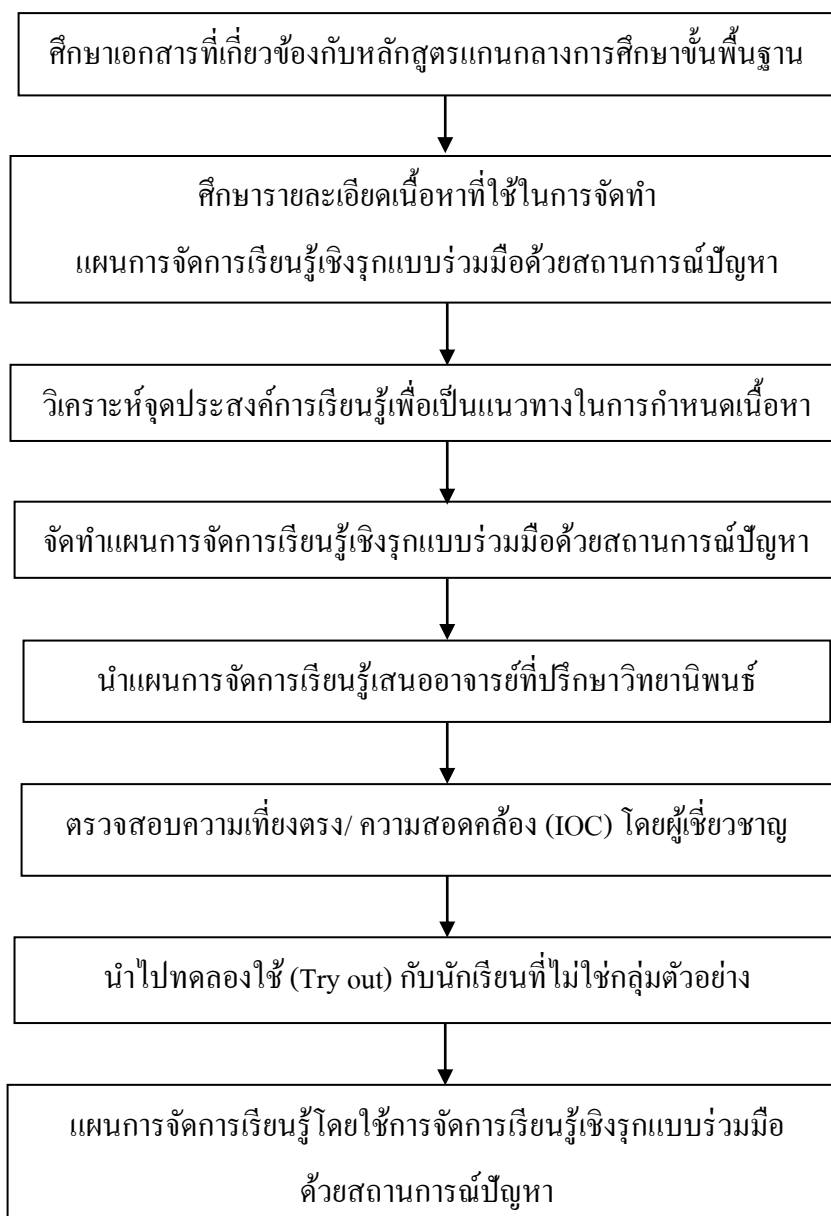 ศึกษาเอกสารที่เกี่ยวข้องกับหลักสูตรแกนกลางการศึกษาขั้นพื้นฐาน
ศึกษารายละเอียดเนื้อหาที่ใช้ในการจัดทำ
แผนการจัดการเรียนรู้เชิงรุกแบบร่วมมือด้วยสถานการณ์ปัญหา
วิเคราะห์จุดประสงค์การเรียนรู้เพื่อเป็นแนวทางในการกำหนดเนื้อหา
จัดทำแผนการจัดการเรียนรู้เชิงรุกแบบร่วมมือด้วยสถานการณ์ปัญหา
นำแผนการจัดการเรียนรู้เสนออาจารย์ที่ปรึกษาวิทยานิพนธ์
ตรวจสอบความเที่ยงตรง/ ความสอดคล้อง (IOC) โดยผู้เชี่ยวชาญ
นำไปทดลองใช้ (Try out) กับนักเรียนที่ไม่ใช่กลุ่มตัวอย่าง
แผนการจัดการเรียนรู้โดยใช้การจัดการเรียนรู้เชิงรุกแบบร่วมมือ
ด้วยสถานการณ์ปัญหา